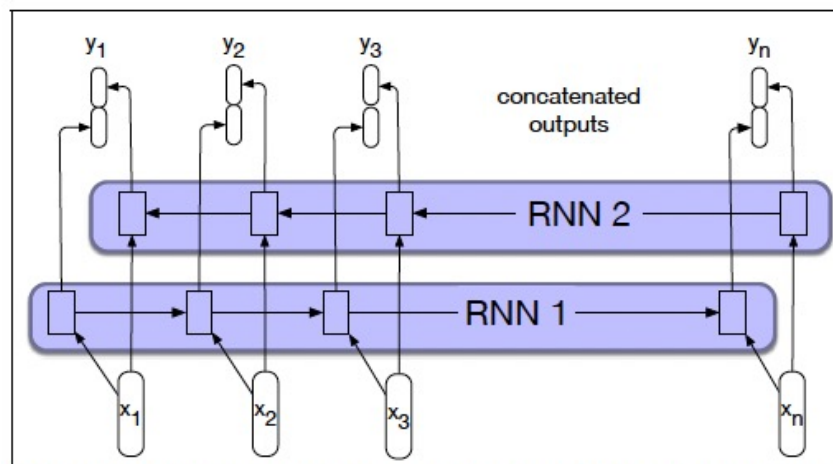 y1
y2
y3
yn
concatenated
outputs
RNN 2
RNN 1
x1
x2
x3
xn